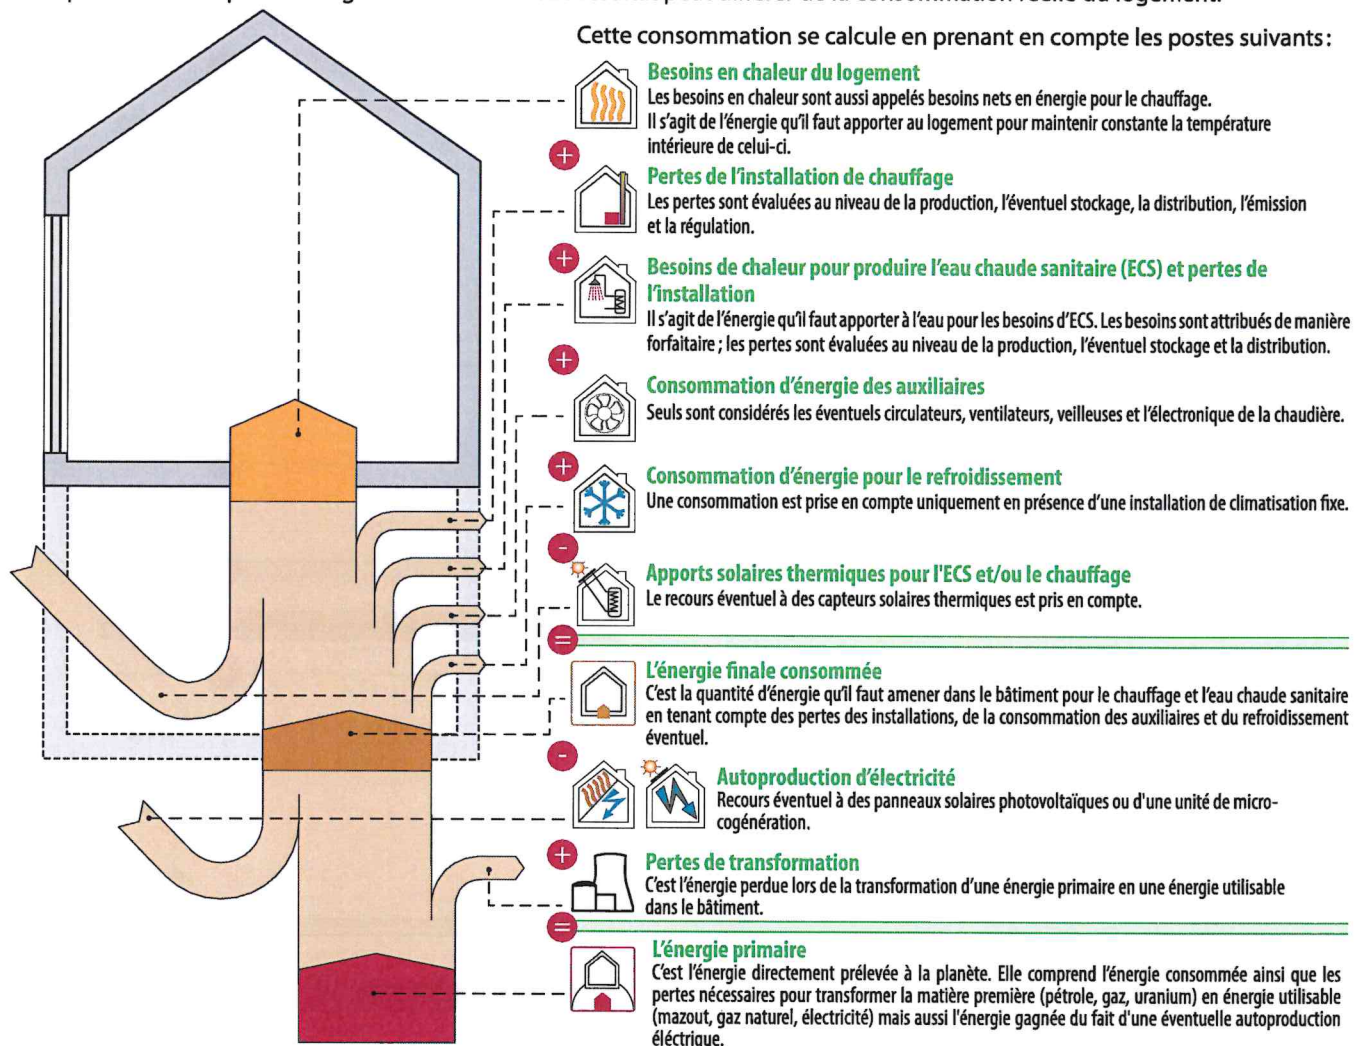 Cette consommation se calcule en prenant en compte les postes suivants:
Besoins en chaleur du logement
Les besoins en chaleur sont aussi appelés besoins nets en énergie pour le chauffage.
Il s'agit de l'énergie qu'il faut apporter au logement pour maintenir constante la température
intérieure de celui-ci.
+
Pertes de l'installation de chauffage
Les pertes sont évaluées au niveau de la production, l'éventuel stockage, la distribution, l'émission
et la régulation.
+
Besoins de chaleur pour produire l'eau chaude sanitaire (ECS) et pertes de
l'installation
Il s'agit de l'énergie qu'il faut apporter à l'eau pour les besoins d'ECS. Les besoins sont attribués de manière
forfaitaire ; les pertes sont évaluées au niveau de la production, l'éventuel stockage et la distribution.
+
Consommation d'énergie des auxiliaires
Seuls sont considérés les éventuels circulateurs, ventilateurs, veilleuses et l'électronique de la chaudière.
+
Consommation d'énergie pour le refroidissement
Une consommation est prise en compte uniquement en présence d'une installation de climatisation fixe.
-
Apports solaires thermiques pour l'ECS et/ou le chauffage
Le recours éventuel à des capteurs solaires thermiques est pris en compte.
=
L'énergie finale consommée
C'est la quantité d'énergie qu'il faut amener dans le bâtiment pour le chauffage et l'eau chaude sanitaire
en tenant compte des pertes des installations, de la consommation des auxiliaires et du refroidissement
éventuel.
-
Autoproduction d'électricité
Recours éventuel à des panneaux solaires photovoltaïques ou d'une unité de micro-
cogénération.
+
Pertes de transformation
C'est l'énergie perdue lors de la transformation d'une énergie primaire en une énergie utilisable
dans le bâtiment.
=
L'énergie primaire
C'est l'énergie directement prélevée à la planète. Elle comprend l'énergie consommée ainsi que les
pertes nécessaires pour transformer la matière première (pétrole, gaz, uranium) en énergie utilisable
(mazout, gaz naturel, électricité) mais aussi l'énergie gagnée du fait d'une éventuelle autoproduction
éléctrique.